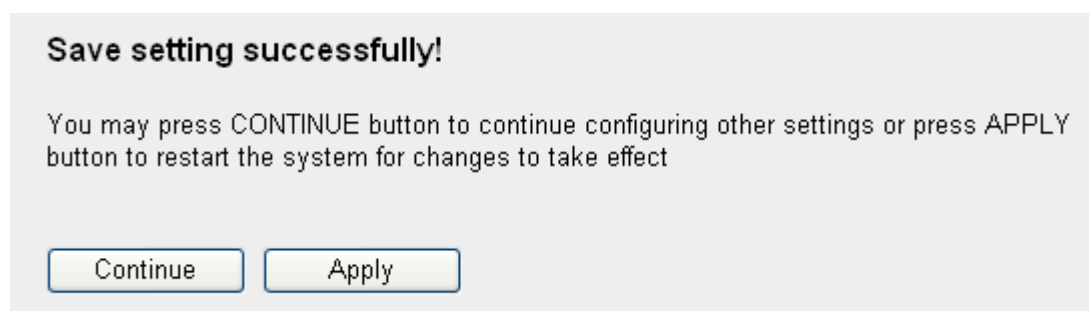 Save setting successfully!
You may press CONTINUE button to continue configuring other settings or press APPLY
button to restart the system for changes to take effect
Continue
Apply